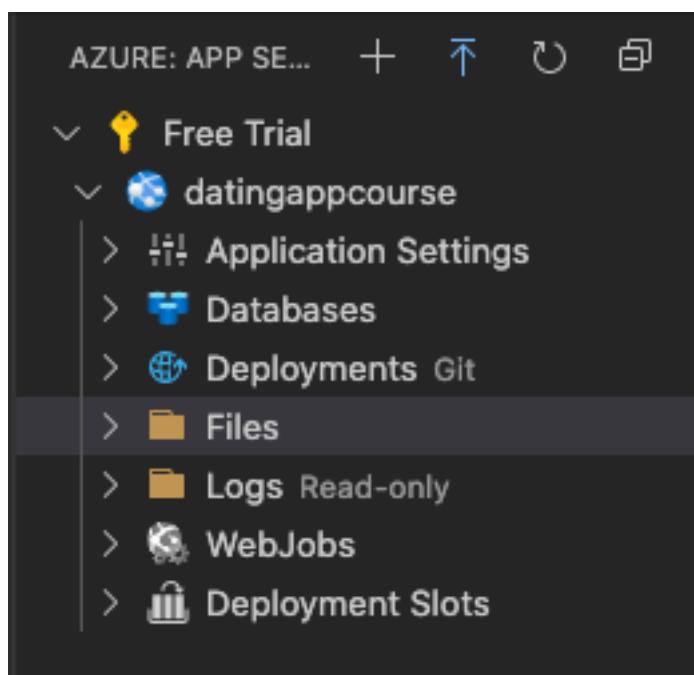 AZURE: APP SE...
Free Trial
datingappcourse
Application Settings
Databases
Deployments Git
Files
Logs Read-only
WebJobs
Deployment Slots